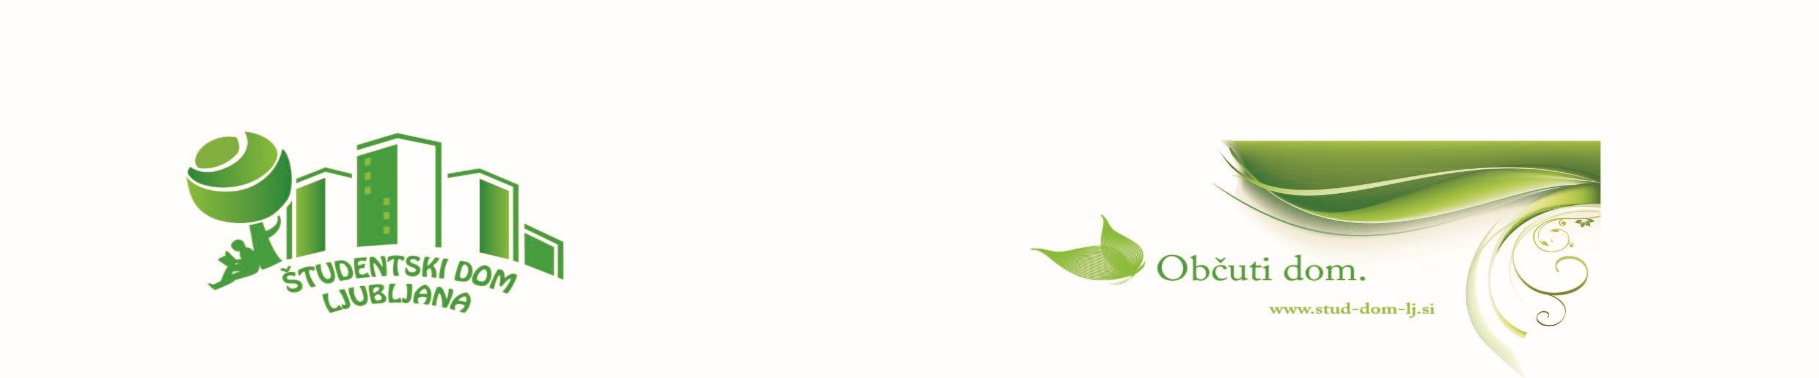 ŠTUDENTSKI DOM
LJUBLJANA
Občuti dom.
www.stud-dom-lj.si